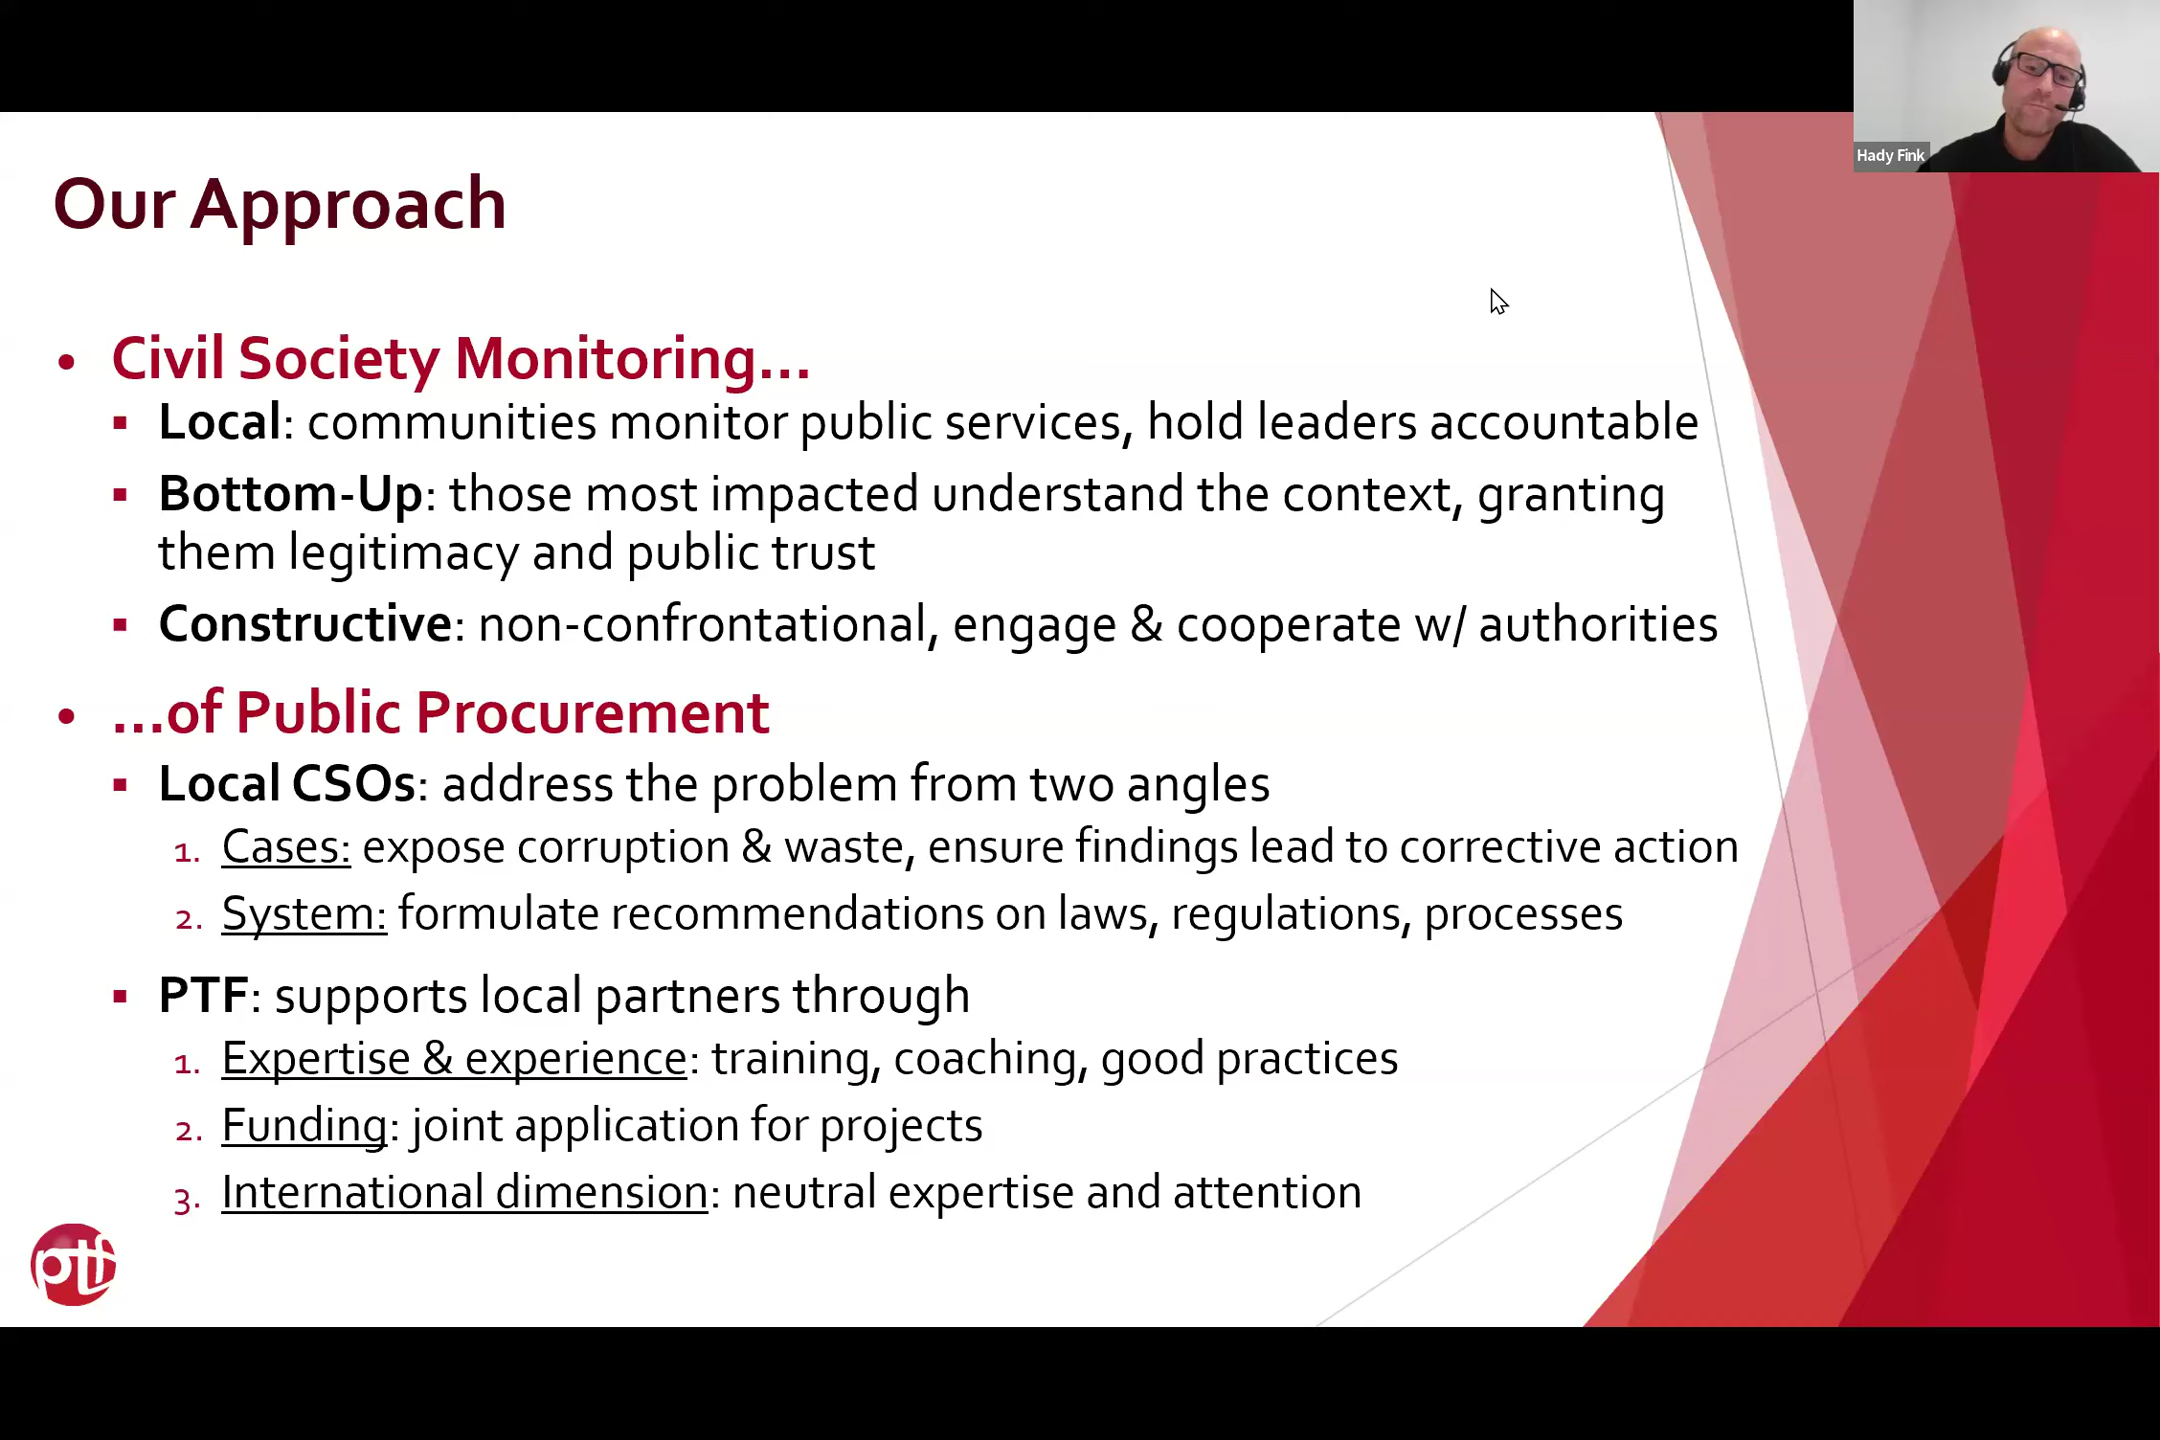 Hady Fink
Our Approach
• Civil Society Monitoring...
▪ Local: communities monitor public services, hold leaders accountable
▪ Bottom-Up: those most impacted understand the context, granting
them legitimacy and public trust
▪ Constructive: non-confrontational, engage & cooperate w/ authorities
• ...of Public Procurement
▪ Local CSOs: address the problem from two angles
1. Cases: expose corruption & waste, ensure findings lead to corrective action
2. System: formulate recommendations on laws, regulations, processes
▪ PTF: supports local partners through
1. Expertise & experience: training, coaching, good practices
2. Funding: joint application for projects
3. International dimension: neutral expertise and attention
ptf